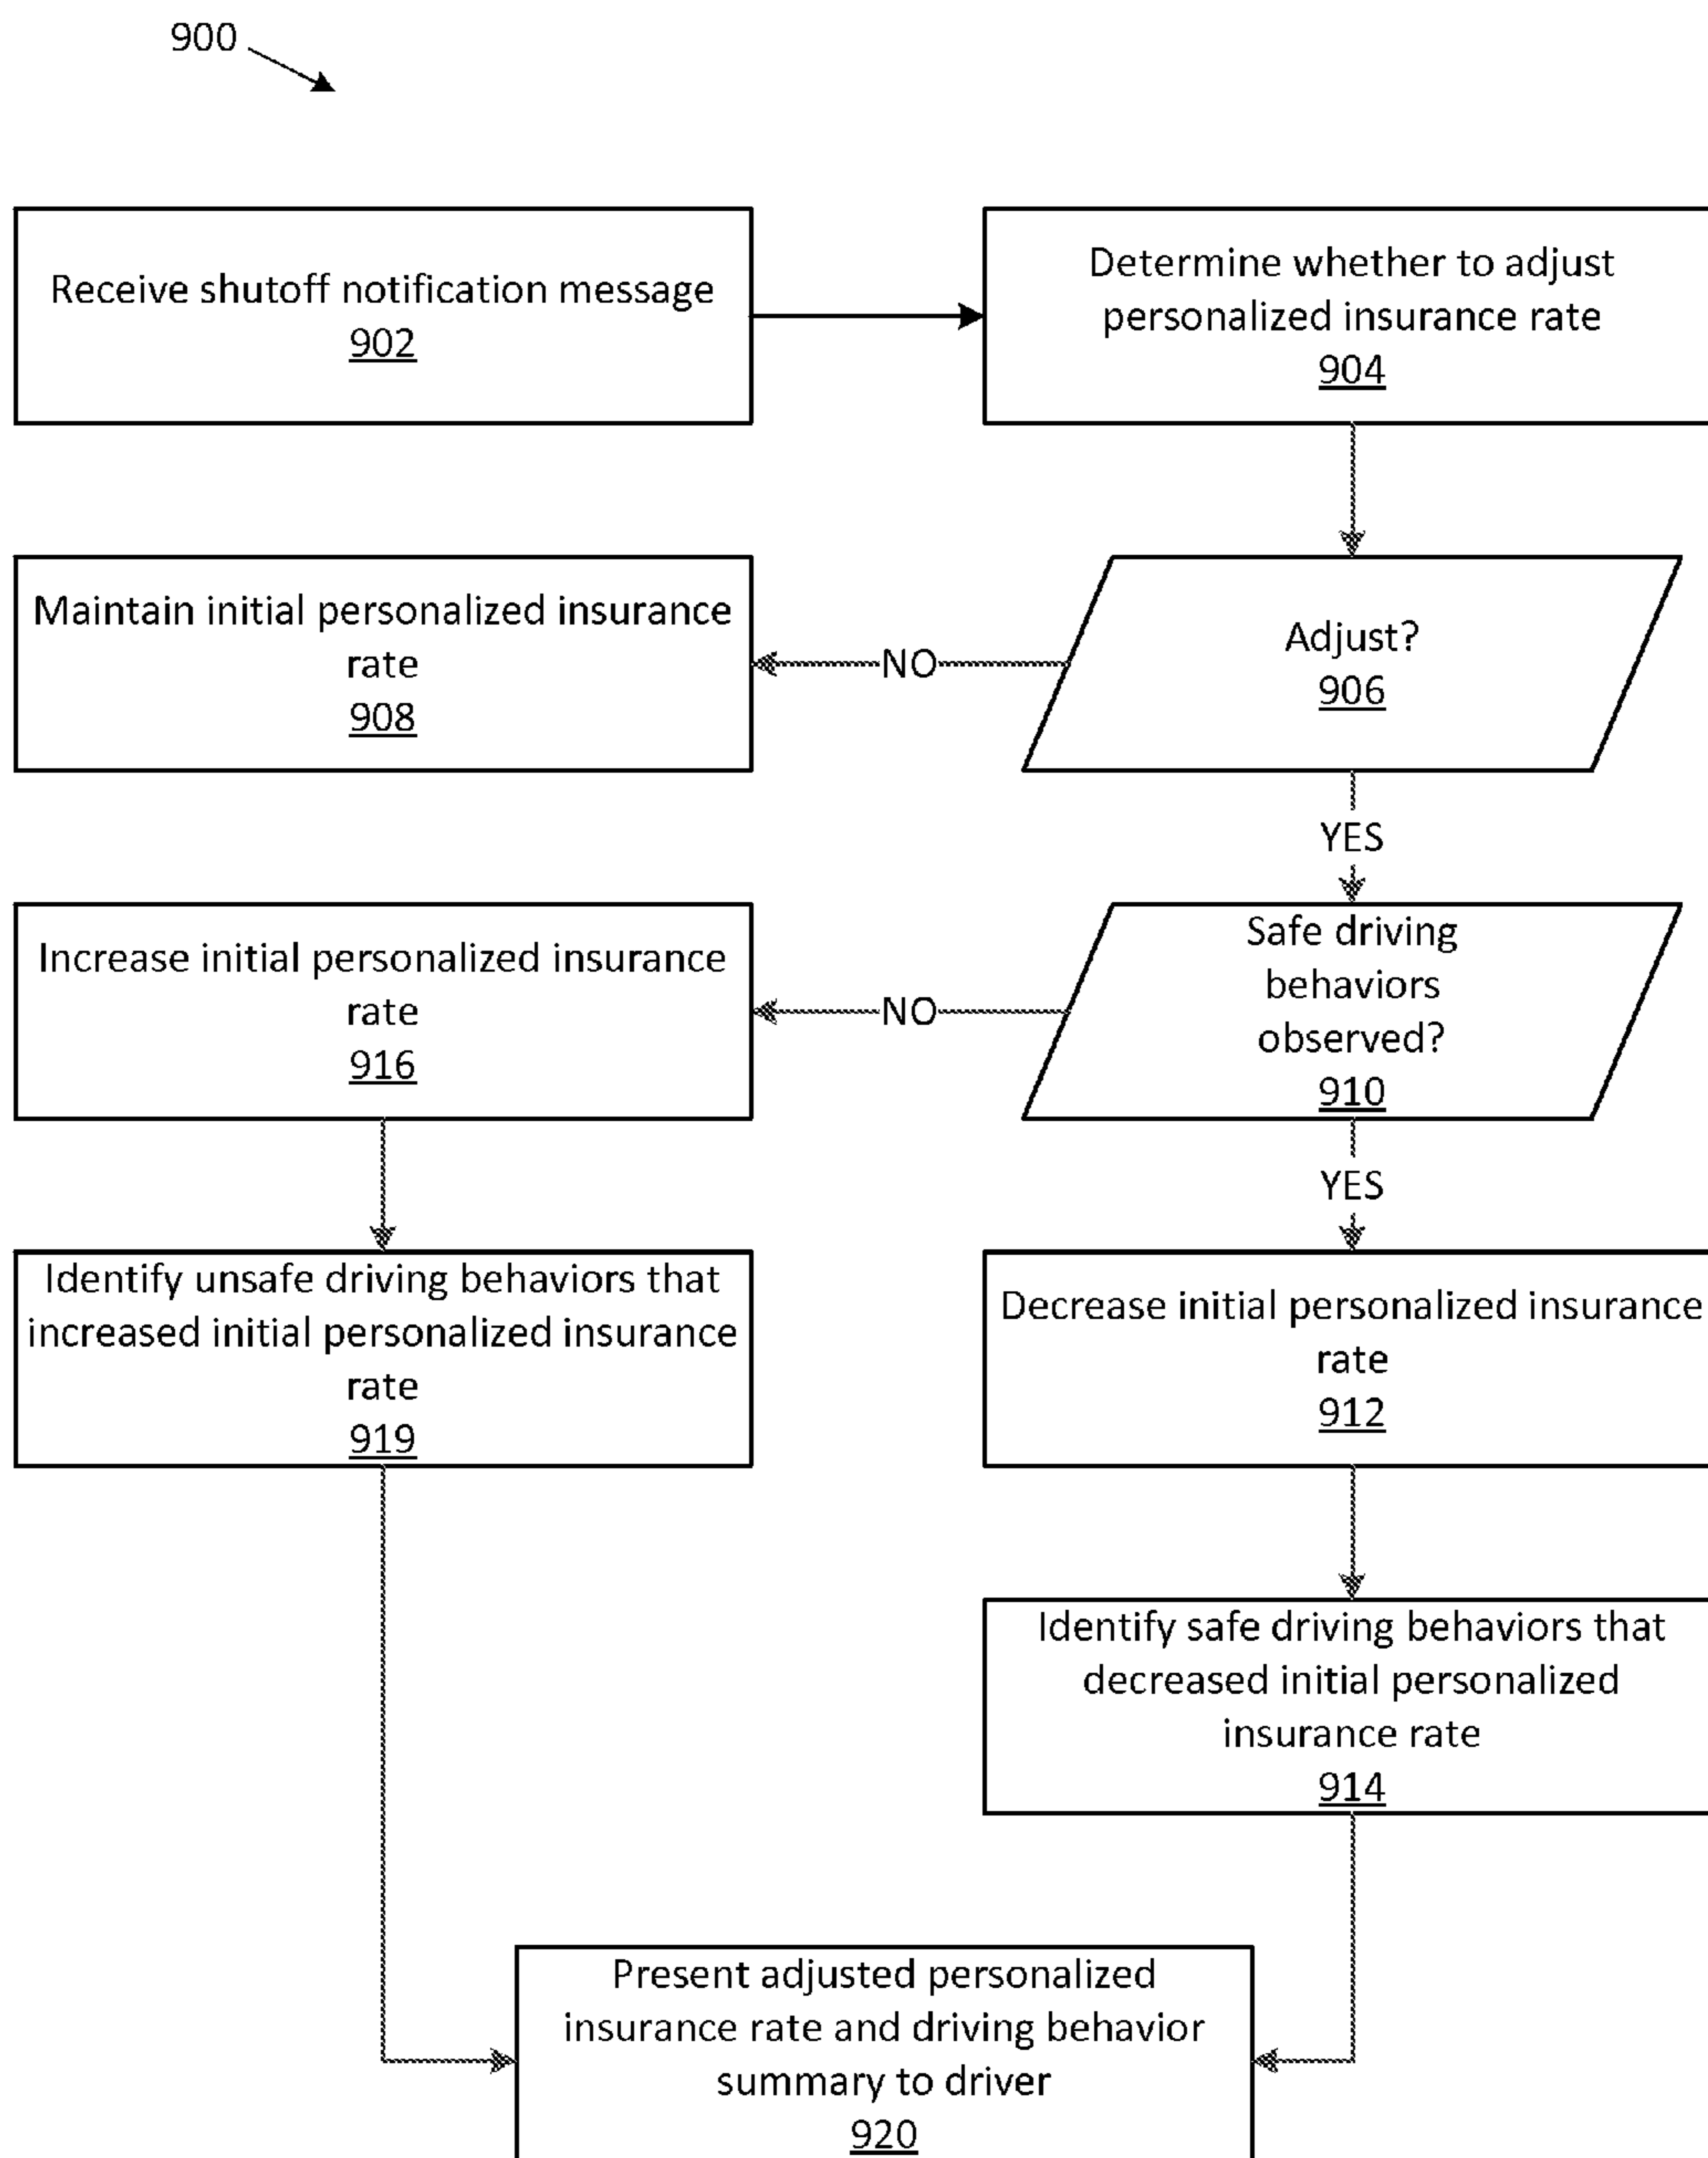 900
Receive shutoff notification message
902
Determine whether to adjust
personalized insurance rate
904
Maintain initial personalized insurance
rate
908
NO
Adjust?
906
YES
Increase initial personalized insurance
rate
916
NO
Safe driving
behaviors
observed?
910
YES
Identify unsafe driving behaviors that
increased initial personalized insurance
rate
919
Decrease initial personalized insurance
rate
912
Identify safe driving behaviors that
decreased initial personalized
insurance rate
914
Present adjusted personalized
insurance rate and driving behavior
summary to driver
920